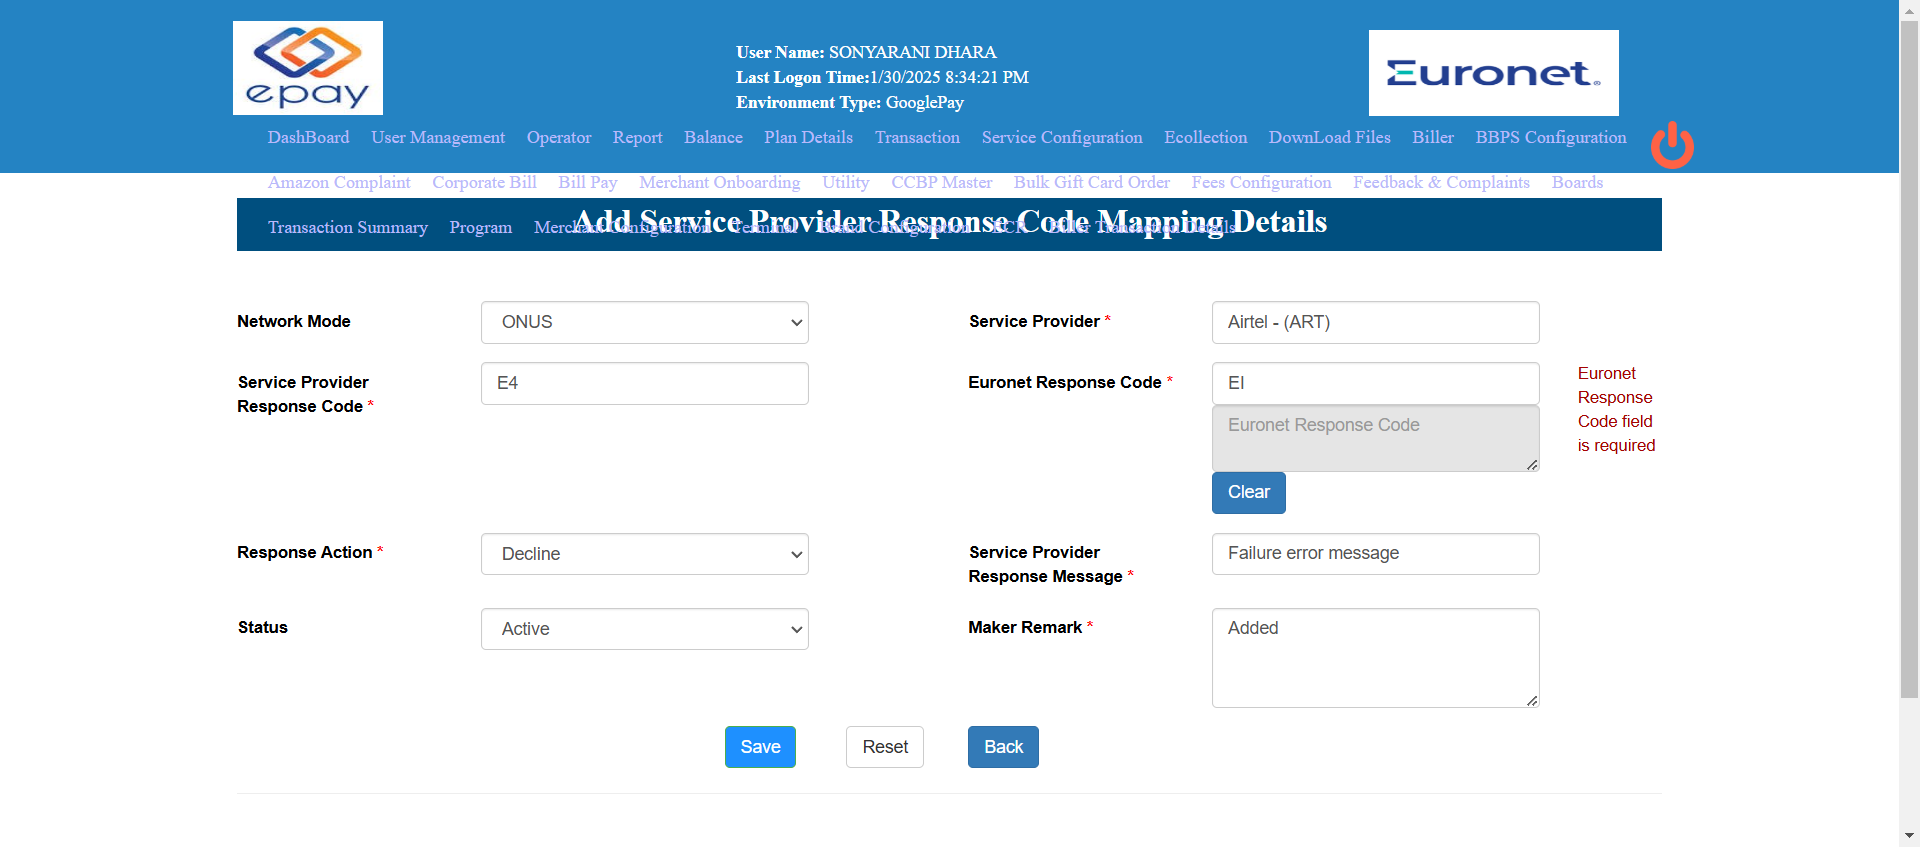 epay
User Name: SONYARANI DHARA
Last Logon Time:1/30/2025 8:34:21 PM
Environment Type: GooglePay
Euronet®
DashBoard User Management Operator Report Balance Plan Details Transaction Service Configuration Ecollection DownLoad Files Biller BBPS Configuration
Amazon Complaint Corporate Bill Bill Pay Merchant Onboarding Utility CCBP Master Bulk Gift Card Order Fees Configuration Feedback & Complaints Boards
Add Service Provider Response Code Mapping Details
Transaction Summary Program Merchant Configuration Terminal Brand Configuration ECR Biller Transaction Details
Network Mode ONUS Service Provider * Airtel - (ART)
Service Provider
Response Code * E4 Euronet Response Code * EI
Euronet Response Code
Euronet
Response
Code field
is required
Clear
Response Action * Decline Service Provider
Response Message * Failure error message
Status Active Maker Remark * Added
Save Reset Back